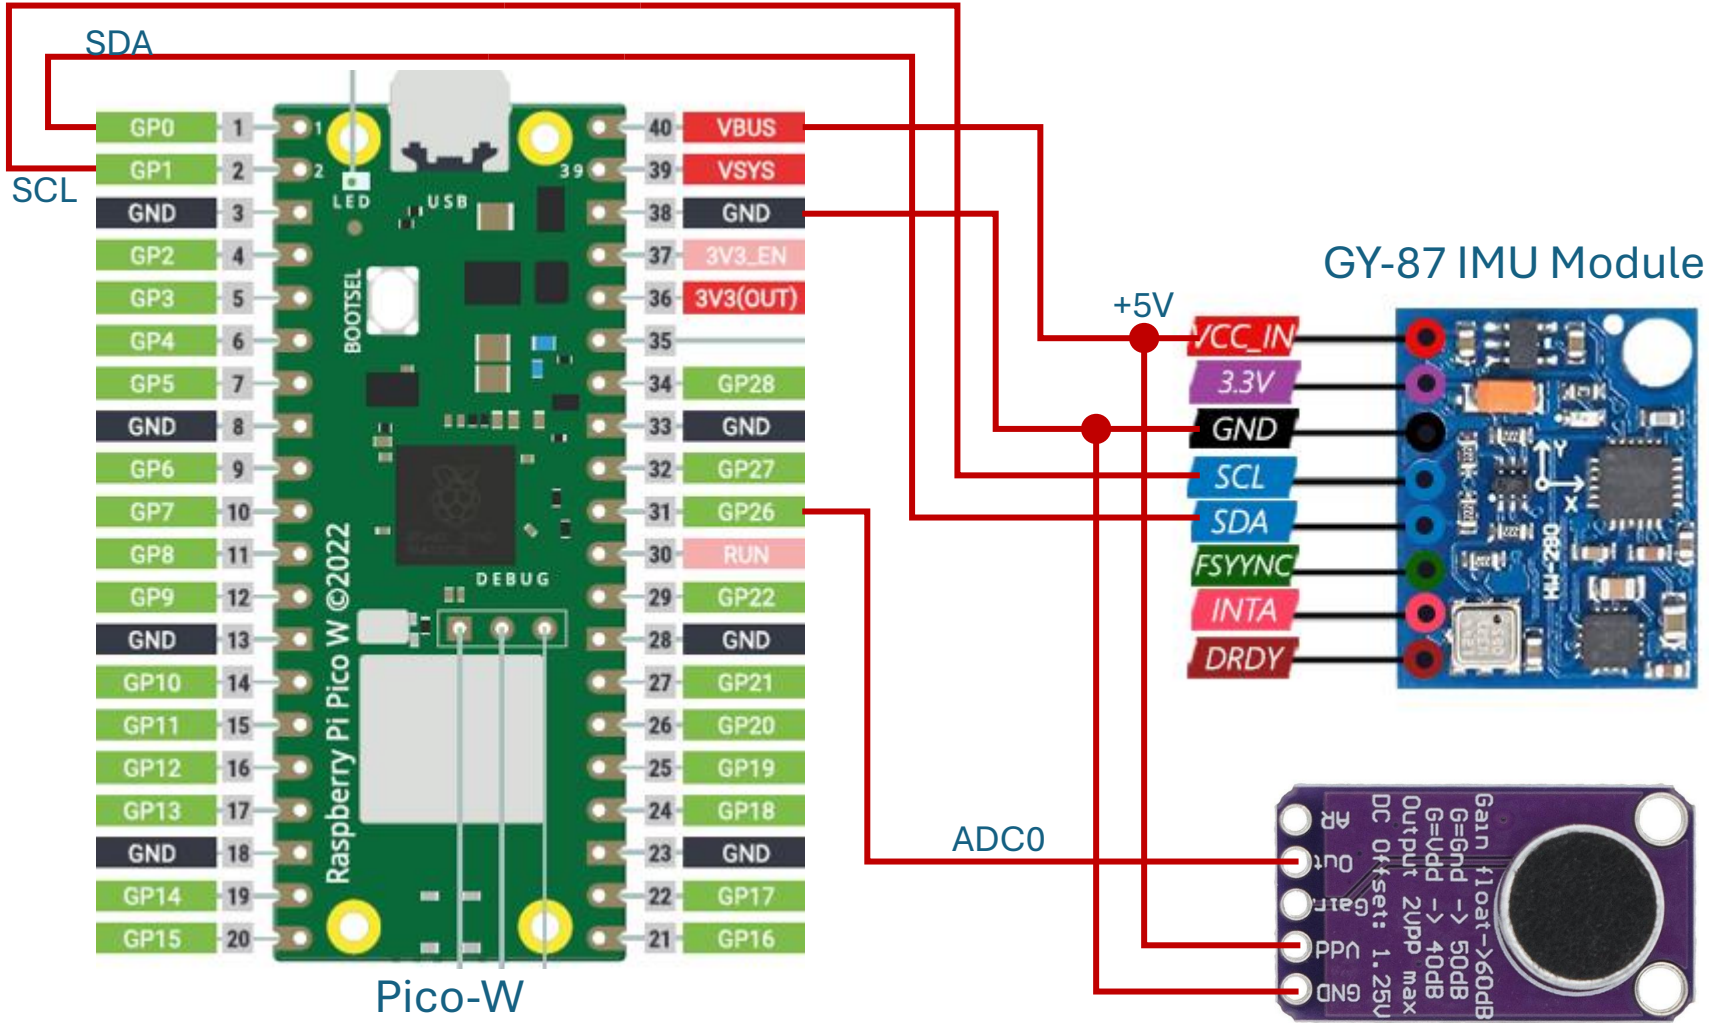 SDA
SCL
GP0 1
GP1 2
GND 3
GP2 4
GP3 5
GP4 6
GP5 7
GND 8
GP6 9
GP7 10
GP8 11
GP9 12
GND 13
GP10 14
GP11 15
GP12 16
GP13 17
GND 18
GP14 19
GP15 20
1
2
39
LED
USB
BOOTSEL
DEBUG
Raspberry Pi Pico W ©2022
40 VBUS
39 VSYS
38 GND
37 3V3_EN
36 3V3(OUT)
35
34 GP28
33 GND
32 GP27
31 GP26
30 RUN
29 GP22
28 GND
27 GP21
26 GP20
25 GP19
24 GP18
23 GND
22 GP17
21 GP16
Pico-W
GY-87 IMU Module
+5V
VCC_IN
3.3V
GND
SCL
SDA
FSYYNC
INTA
DRDY
Y
X
HW-290
ADC0
AR
Out
Gain
Vdd
GND
Gain float->60dB
G=Gnd -> 50dB
G=Vdd -> 40dB
Output 2Vpp max
DC Offset: 1.25V